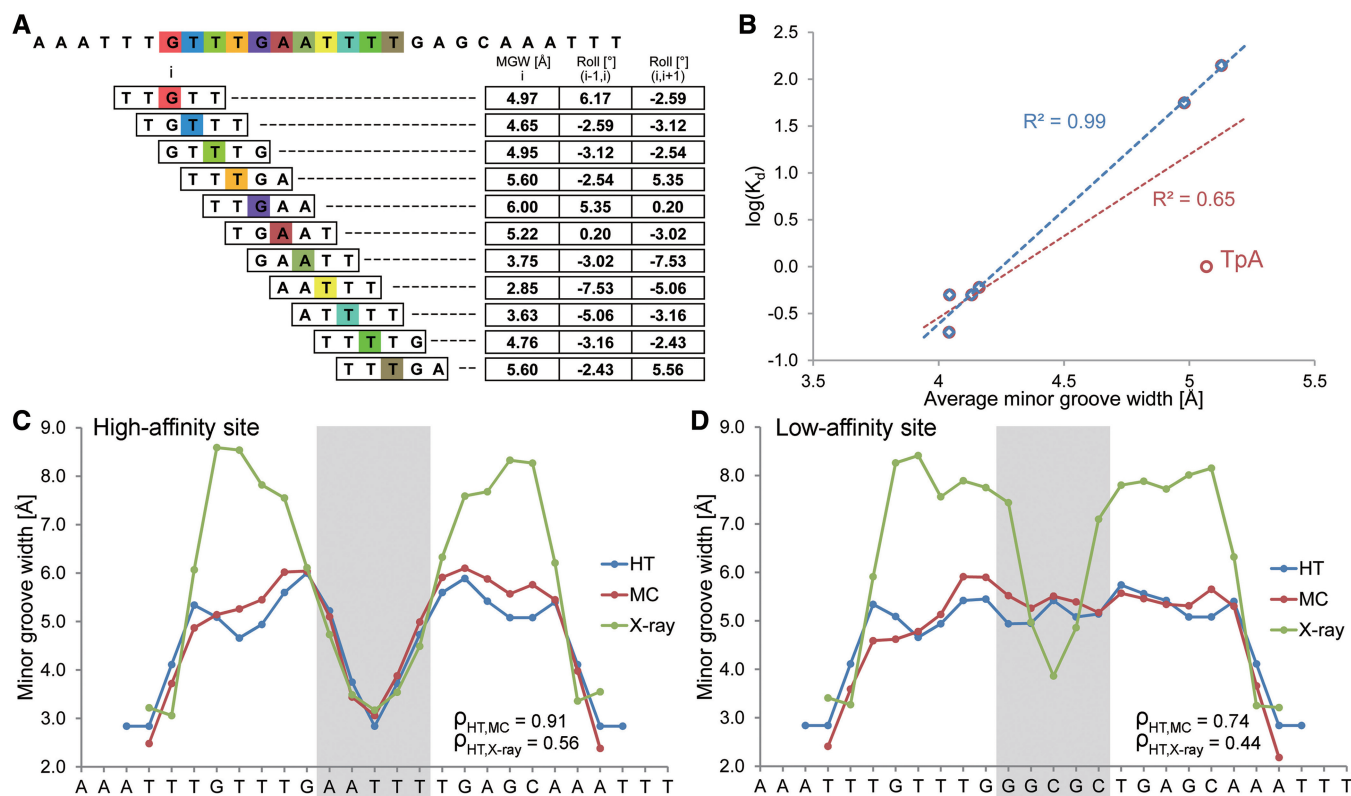 A
A A A T T T G T T T G A A T T T T G A G C A A A T T T
i
MGW [Å] i
Roll [°] (i-1,i)
Roll [°] (i,i+1)
T T G T T 4.97 6.17 -2.59
T G T T T 4.65 -2.59 -3.12
G T T T G 4.95 -3.12 -2.54
T T T G A 5.60 -2.54 5.35
T T G A A 6.00 5.35 0.20
T G A A T 5.22 0.20 -3.02
G A A T T 3.75 -3.02 -7.53
A A T T T 2.85 -7.53 -5.06
A T T T T 3.63 -5.06 -3.16
T T T T G 4.76 -3.16 -2.43
T T T G A 5.60 -2.43 5.56
B
log(Kd)
2.5
2.0
1.5
1.0
0.5
0.0
-0.5
-1.0
R² = 0.99
R² = 0.65
TpA
3.5 4 4.5 5 5.5
Average minor groove width [Å]
C
High-affinity site
Minor groove width [Å]
9.0
8.0
7.0
6.0
5.0
4.0
3.0
2.0
HT
MC
X-ray
ρHT,MC = 0.91
ρHT,X-ray = 0.56
A A A T T T G T T T G A A T T T T G A G C A A A T T T
D
Low-affinity site
Minor groove width [Å]
9.0
8.0
7.0
6.0
5.0
4.0
3.0
2.0
HT
MC
X-ray
ρHT,MC = 0.74
ρHT,X-ray = 0.44
A A A T T T G T T T G G G C G C T G A G C A A A T T T